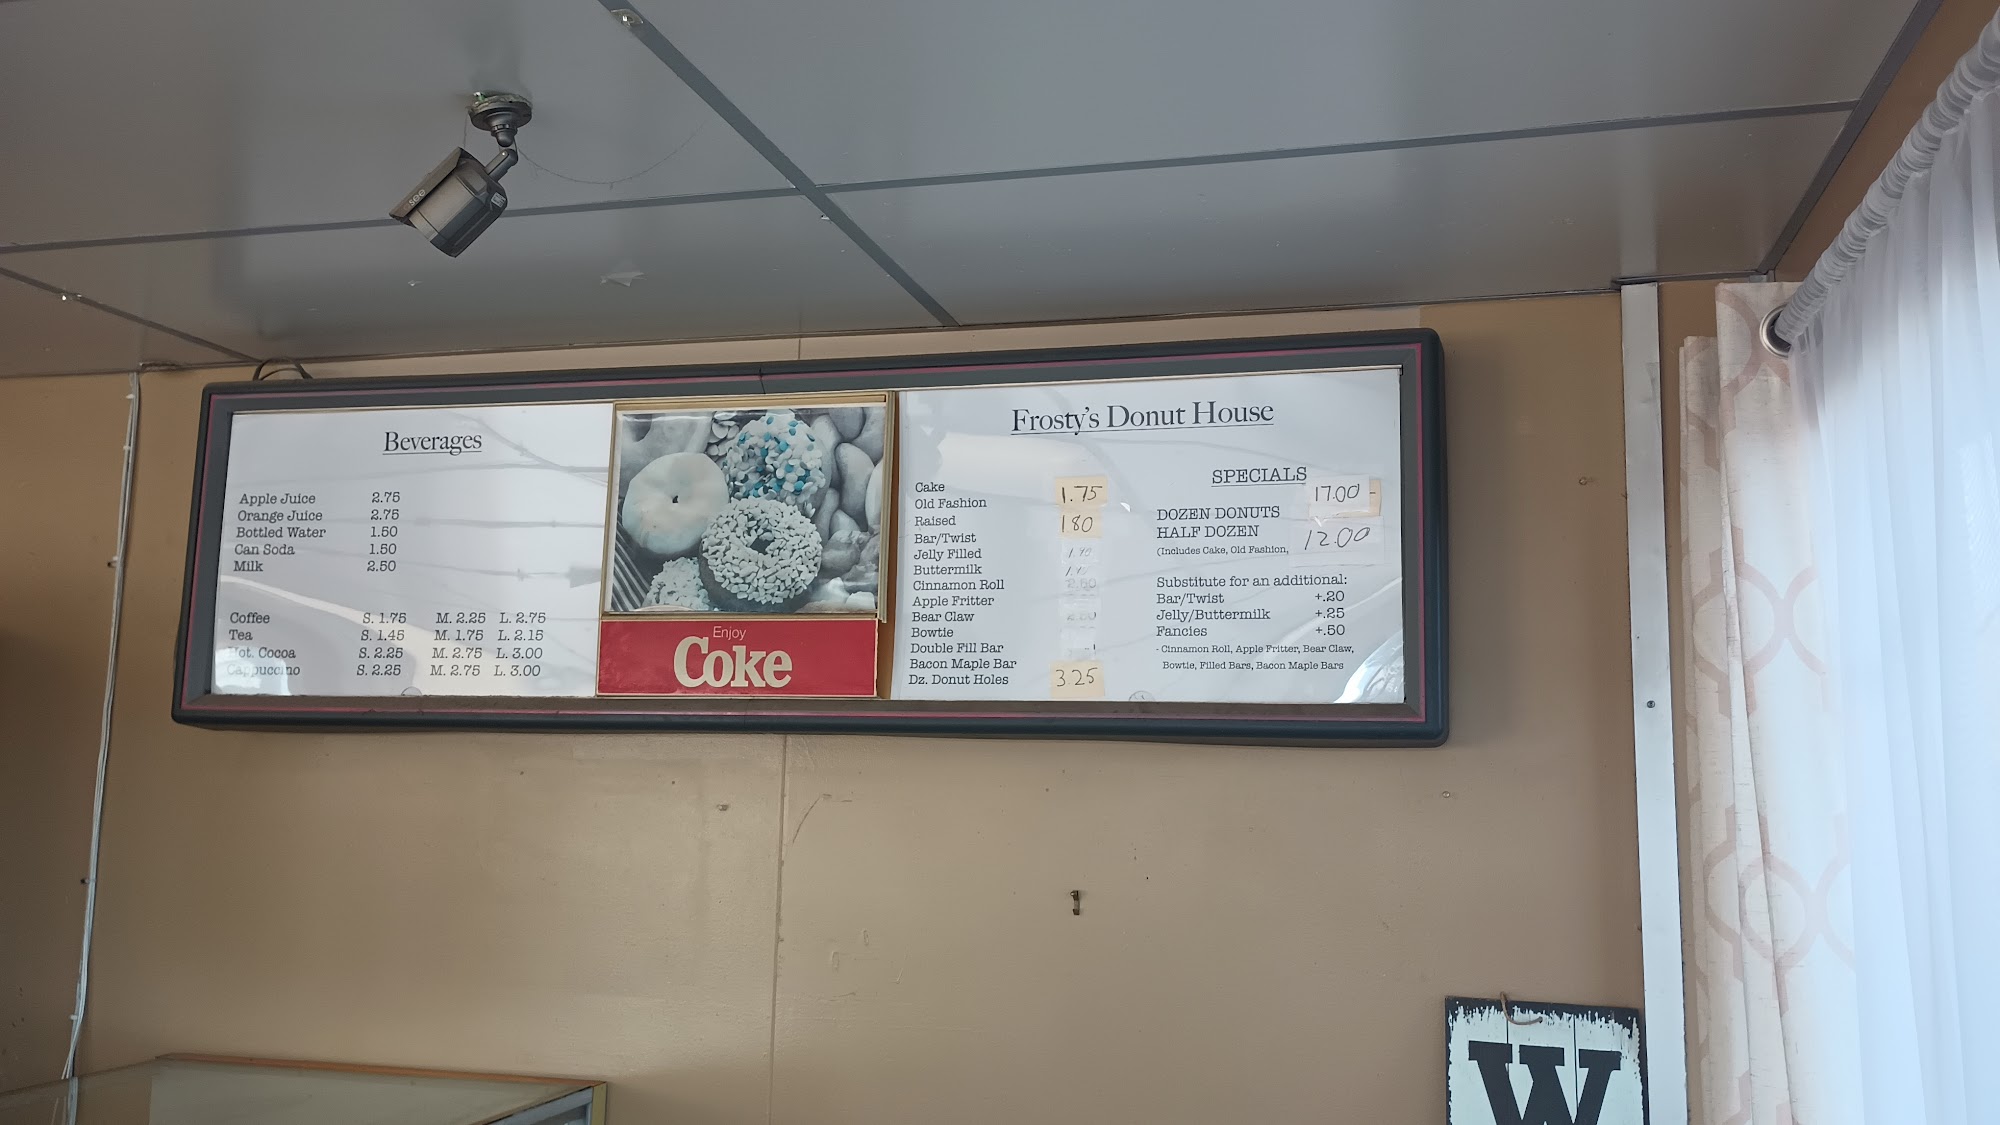 see
Beverages
Apple Juice 2.75
Orange Juice 2.75
Bottled Water 1.50
Can Soda 1.50
Milk 2.50
Coffee S. 1.75 M. 2.25 L. 2.75
Tea S. 1.45 M. 1.75 L. 2.15
Hot. Cocoa S. 2.25 M. 2.75 L. 3.00
Cappuccino S. 2.25 M. 2.75 L. 3.00
Enjoy
Coke
Frosty's Donut House
Cake 1.75
Old Fashion
Raised 1 80
Bar/Twist
Jelly Filled
Buttermilk
Cinnamon Roll
Apple Fritter
Bear Claw
Bowtie
Double Fill Bar
Bacon Maple Bar
Dz. Donut Holes 3.25
SPECIALS
DOZEN DONUTS 17.00
HALF DOZEN 12.00
(Includes Cake, Old Fashion,
Substitute for an additional:
Bar/Twist +.20
Jelly/Buttermilk +.25
Fancies +.50
- Cinnamon Roll, Apple Fritter, Bear Claw,
Bowtie, Filled Bars, Bacon Maple Bars
W